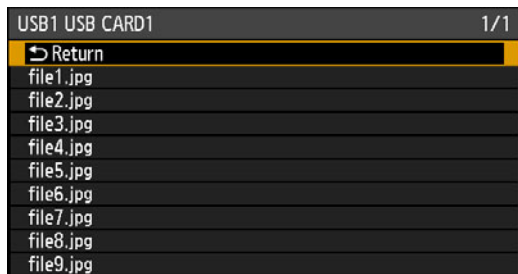 USB1 USB CARD1 1/1
Return
file1.jpg
file2.jpg
file3.jpg
file4.jpg
file5.jpg
file6.jpg
file7.jpg
file8.jpg
file9.jpg